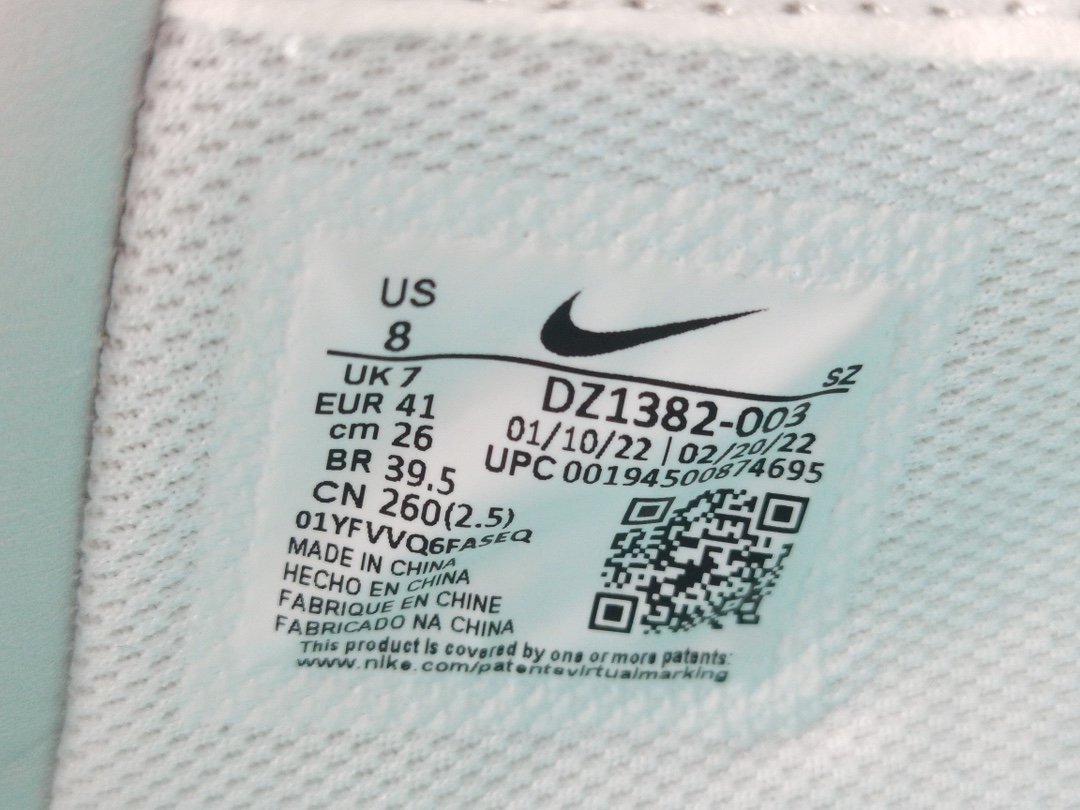 US
8
SZ
UK 7
EUR 41
cm 26
BR 39.5
CN 260(2.5)
DZ1382-003
01/10/22 | 02/20/22
UPC 00194500874695
01YFVVQ6FASEQ
MADE IN CHINA
HECHO EN CHINA
FABRIQUE EN CHINE
FABRICADO NA CHINA
This product is covered by one or more patents:
www.nike.com/patentsvirtualmarking